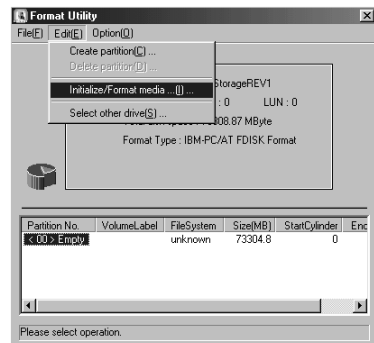 Format Utility
File(F) Edit(E) Option(O)
Create partition(C) ...
Delete partition (D) ...
Initialize/Format media ...(I) ...
Select other drive(S) ...
StorageREV1
: 0 LUN : 0
08.87 MByte
Format Type : IBM-PC/AT FDISK Format
Partition No. VolumeLabel FileSystem Size(MB) StartCylinder Enc
< 00 > Empty unknown 73304.8 0
Please select operation.